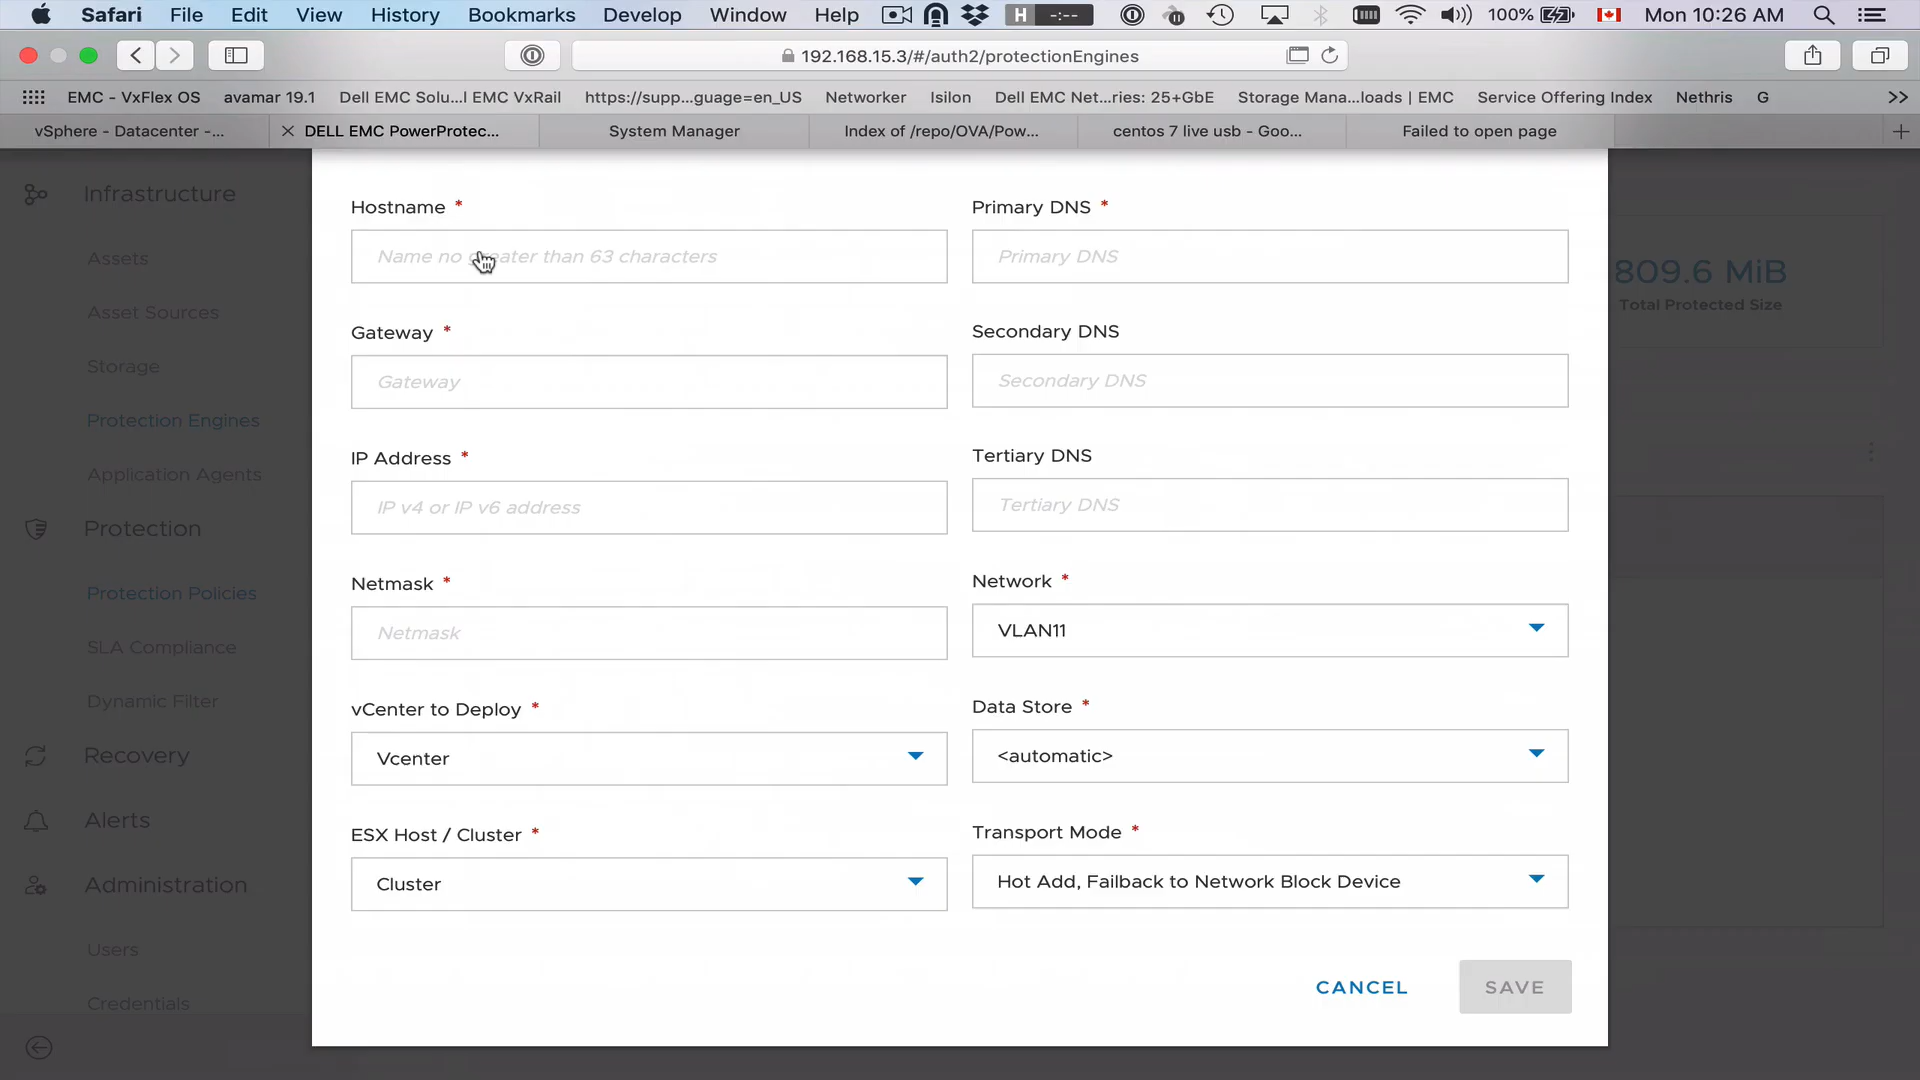 Safari File Edit View History Bookmarks Develop Window Help H -:-- 100% Mon 10:26 AM
192.168.15.3/#/auth2/protectionEngines
EMC - VxFlex OS avamar 19.1 Dell EMC Solu...l EMC VxRail https://supp...guage=en_US Networker Isilon Dell EMC Net...ries: 25+GbE Storage Mana...loads | EMC Service Offering Index Nethris G >>
vSphere - Datacenter -... DELL EMC PowerProtec... System Manager Index of /repo/OVA/Pow... centos 7 live usb - Goo... Failed to open page
Infrastructure
Assets
Asset Sources
Storage
Protection Engines
Application Agents
Protection
Protection Policies
SLA Compliance
Dynamic Filter
Recovery
Alerts
Administration
Users
Credentials
Hostname *
Name no greater than 63 characters
Gateway *
Gateway
IP Address *
IP v4 or IP v6 address
Netmask *
Netmask
vCenter to Deploy *
Vcenter
ESX Host / Cluster *
Cluster
Primary DNS *
Primary DNS
Secondary DNS
Secondary DNS
Tertiary DNS
Tertiary DNS
Network *
VLAN11
Data Store *
<automatic>
Transport Mode *
Hot Add, Failback to Network Block Device
CANCEL SAVE
809.6 MiB
Total Protected Size